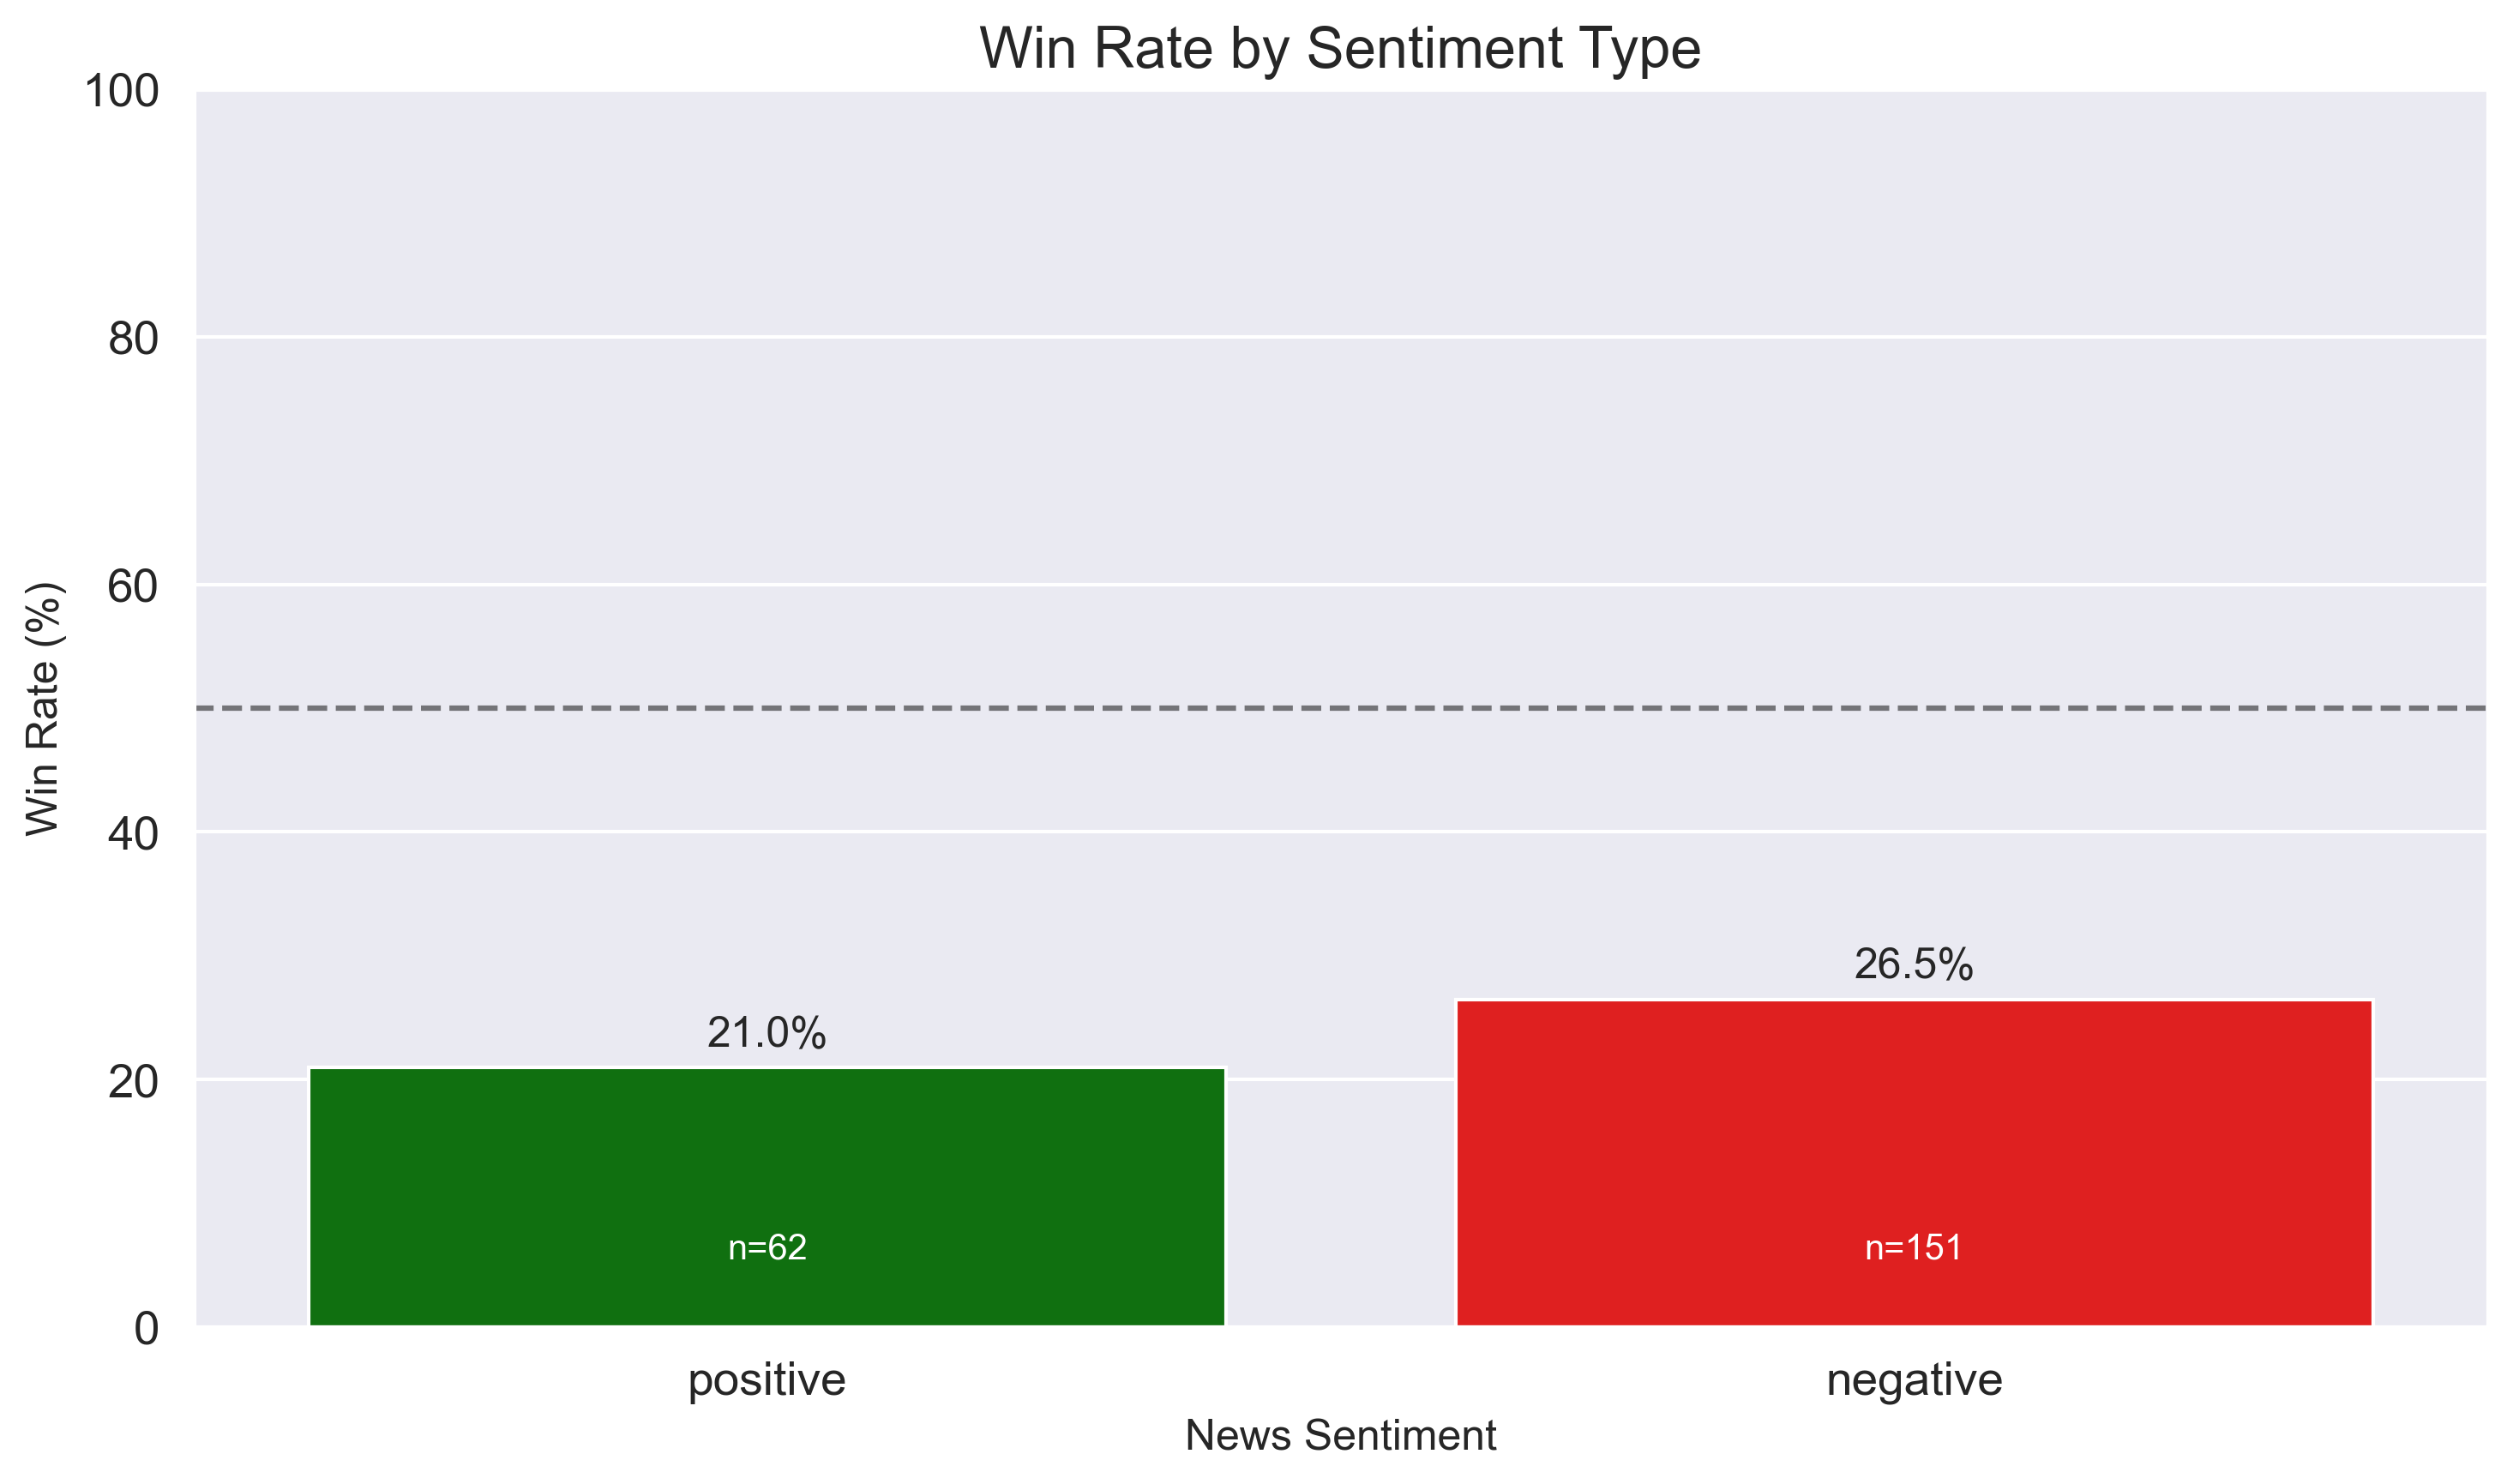 Win Rate by Sentiment Type
100
80
60
40
20
0
Win Rate (%)
21.0%
26.5%
n=62
n=151
positive
negative
News Sentiment